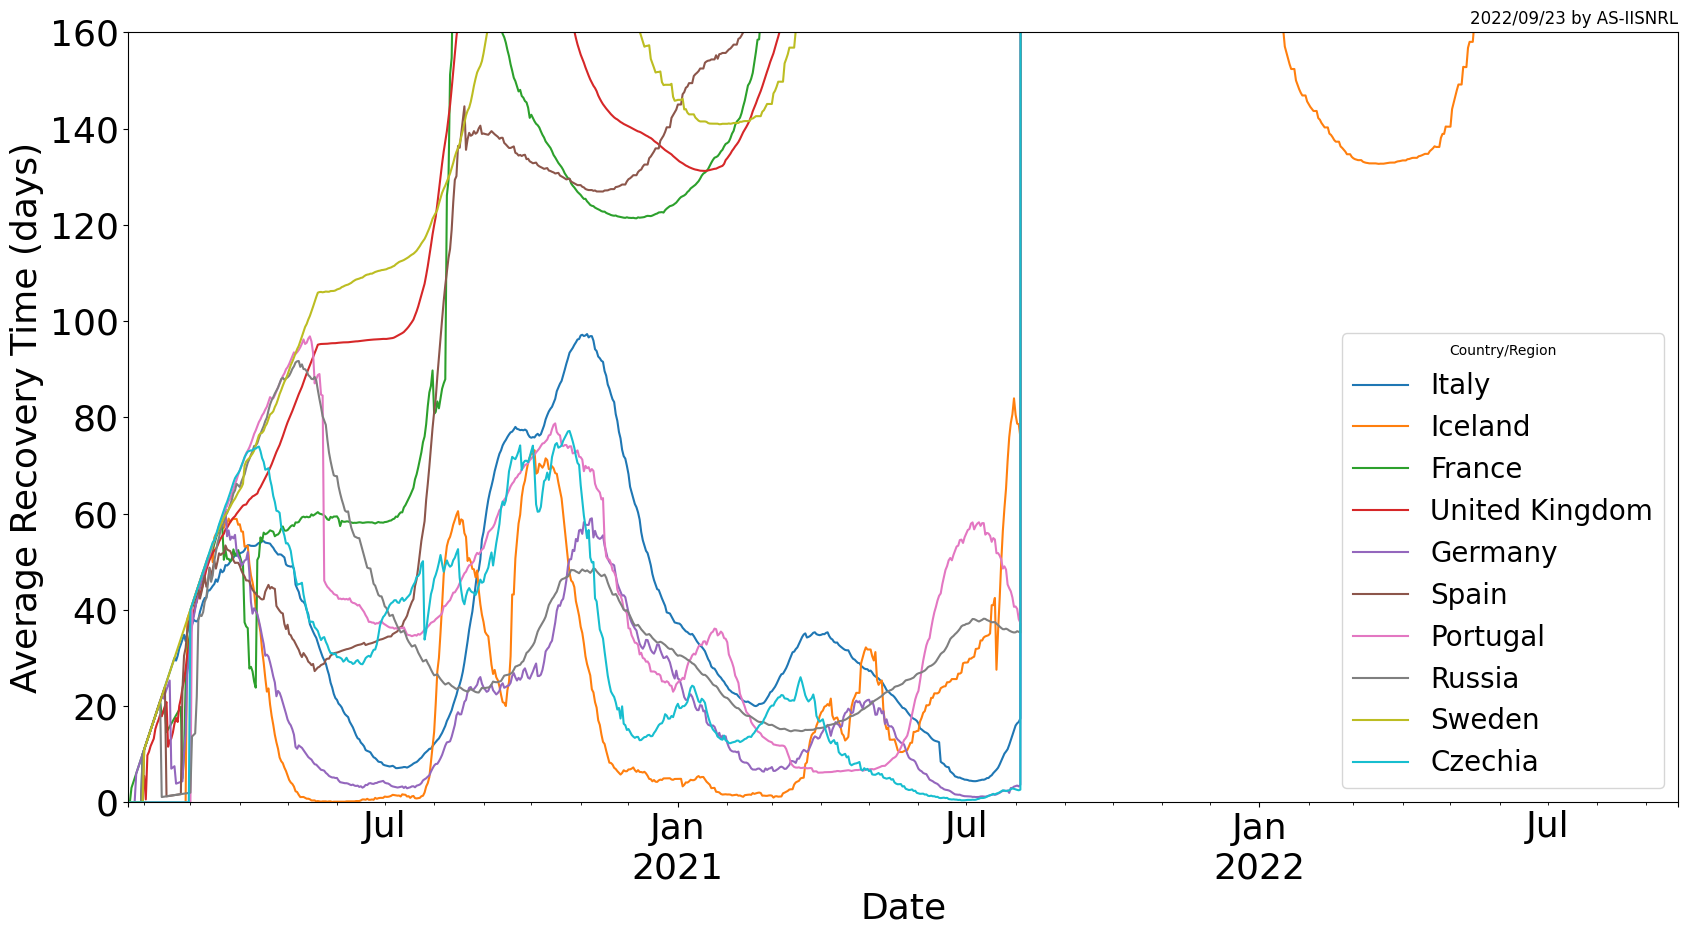 2022/09/23 by AS-IISNRL
160
140
120
100
80
60
40
20
0
Average Recovery Time (days)
Country/Region
Italy
Iceland
France
United Kingdom
Germany
Spain
Portugal
Russia
Sweden
Czechia
Jul
Jan
2021
Jul
Jan
2022
Jul
Date